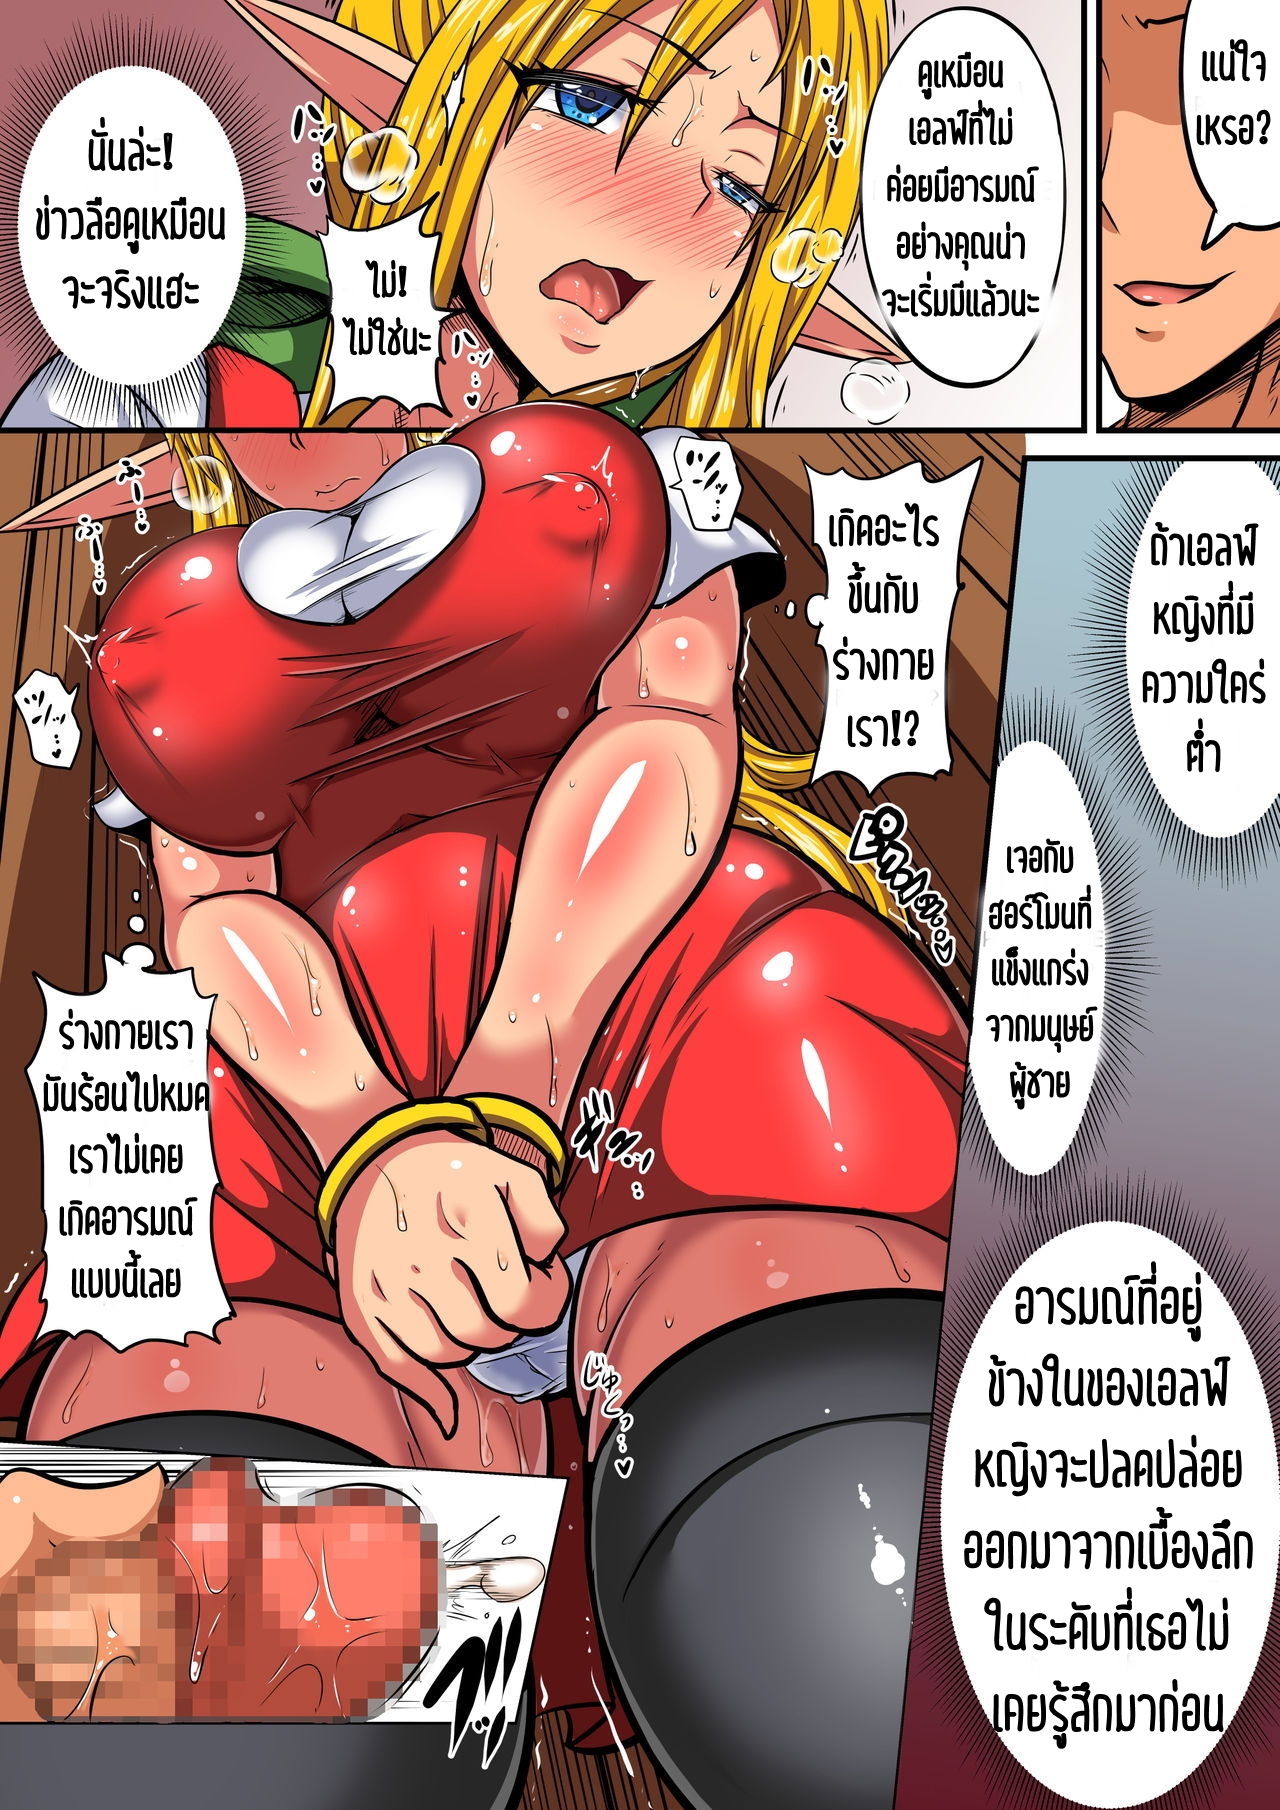 แน่ใจ
เหรอ?
ดูเหมือน
เอลฟ์ที่ไม่
ค่อยมีอารมณ์
อย่างคุณน่า
จะเริ่มมีแล้วนะ
ไม่!
ไม่ใช่นะ
นั่นล่ะ!
ข่าวลือดูเหมือน
จะจริงแฮะ
ถ้าเอลฟ์
หญิงที่มี
ความใคร่
ต่ำ
เจอกับ
ฮอร์โมนที่
แข็งแกร่ง
จากมนุษย์
ผู้ชาย
อารมณ์ที่อยู่
ข้างในของเอลฟ์
หญิงจะปลดปล่อย
ออกมาจากเบื้องลึก
ในระดับที่เธอไม่
เคยรู้สึกมาก่อน
เกิดอะไร
ขึ้นกับ
ร่างกาย
เรา!?
ร่างกายเรา
มันร้อนไปหมด
เราไม่เคย
เกิดอารมณ์
แบบนี้เลย